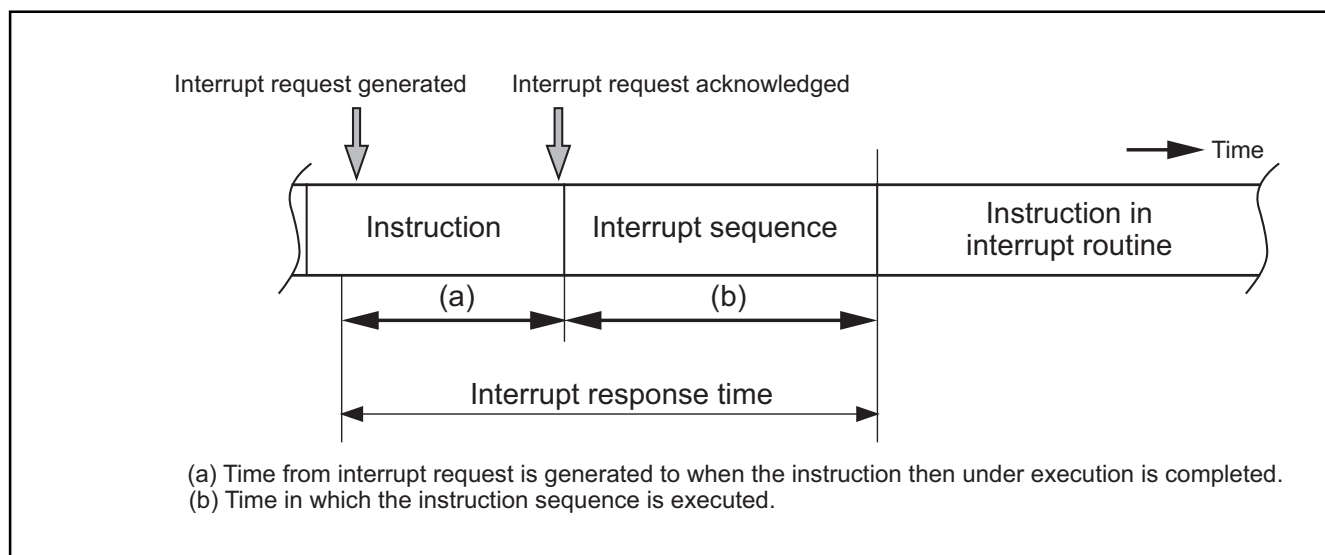 Interrupt request generated
Interrupt request acknowledged
Time
Instruction
Interrupt sequence
Instruction in
interrupt routine
(a)
(b)
Interrupt response time
(a) Time from interrupt request is generated to when the instruction then under execution is completed.
(b) Time in which the instruction sequence is executed.